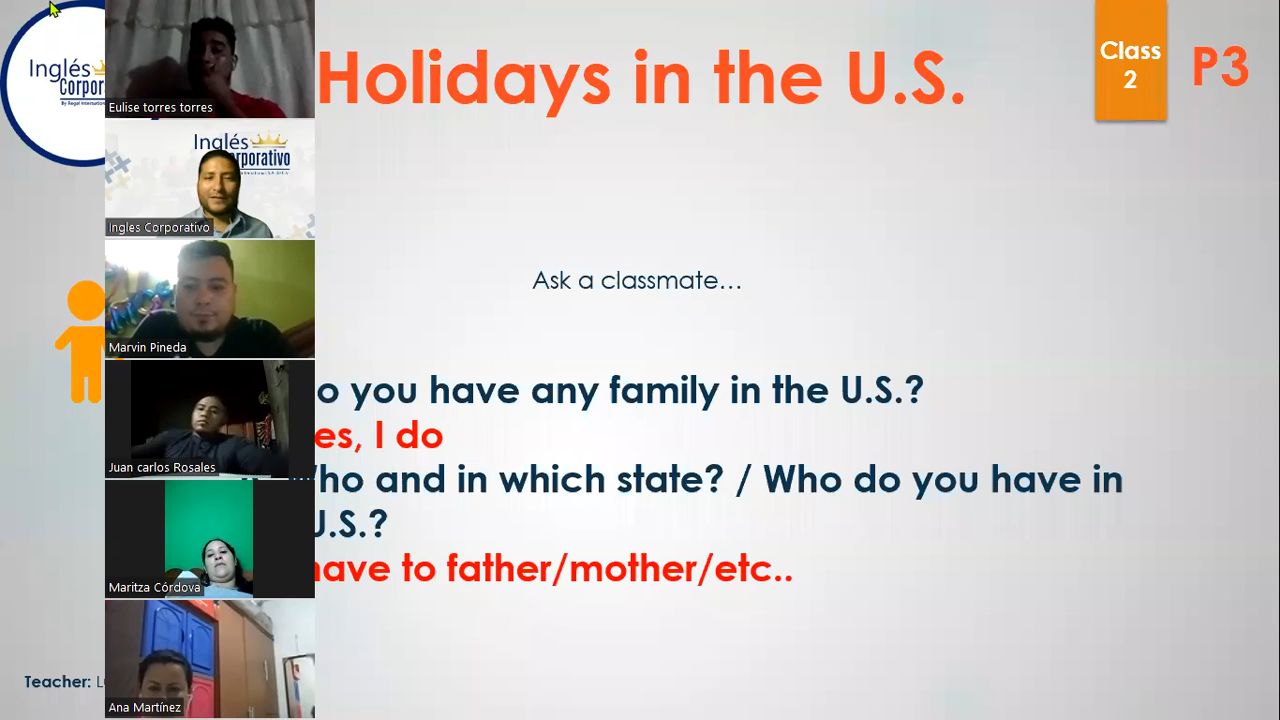 Inglés
Holidays in the U.S.
Class
2
P3
Eulise torres torres
Inglés
Ingles Corporativo
Ask a classmate...
Marvin Pineda
o you have any family in the U.S.?
es, I do
Juan carlos Rosales
ho and in which state? / Who do you have in
U.S.?
have to father/mother/etc..
Maritza Córdova
Teacher:
Ana Martínez